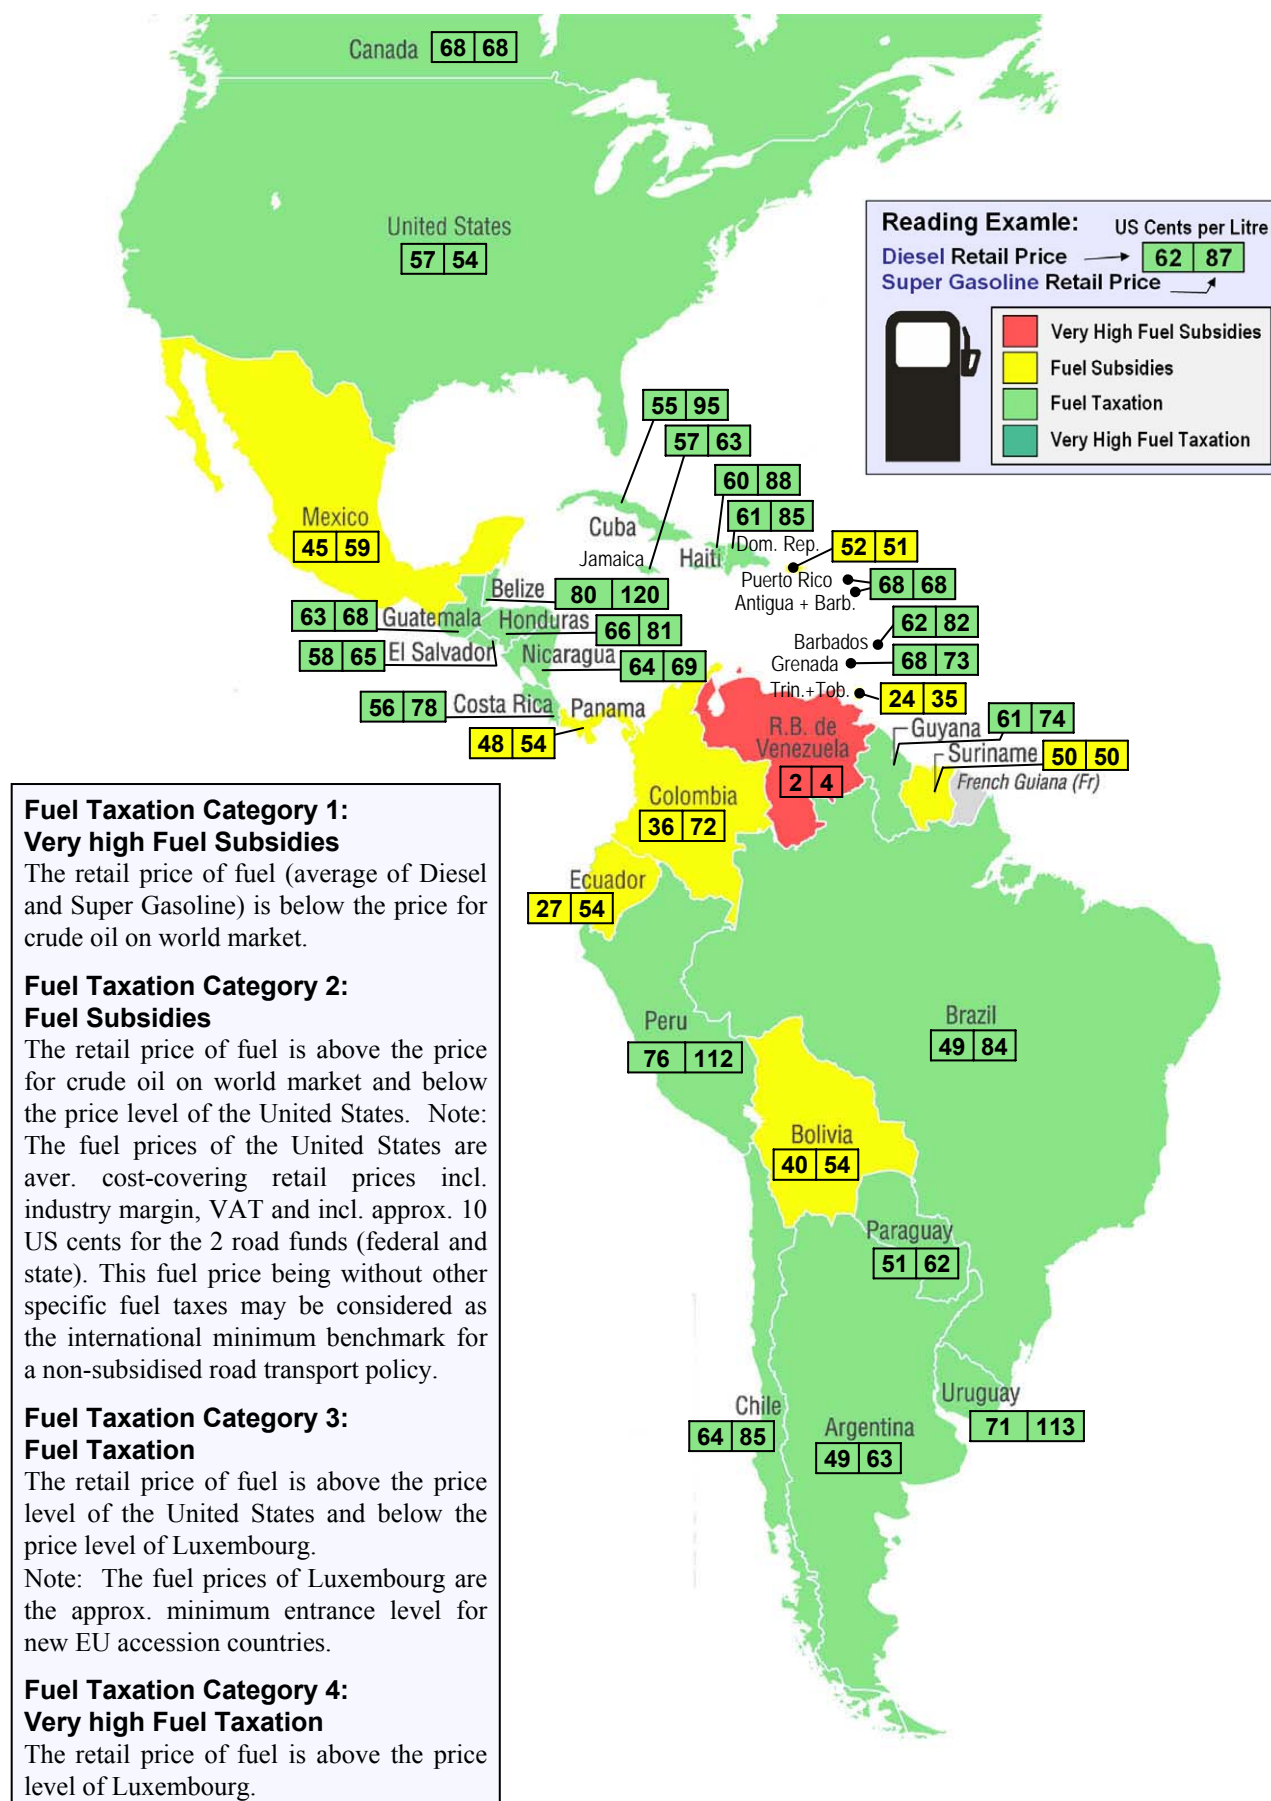 Canada 68 68
United States
57 54
Reading Examle: US Cents per Litre
Diesel Retail Price 62 87
Super Gasoline Retail Price
Very High Fuel Subsidies
Fuel Subsidies
Fuel Taxation
Very High Fuel Taxation
55 95
57 63
60 88
61 85
Mexico
45 59
Cuba
Jamaica
Haiti
Dom. Rep.
52 51
Puerto Rico
Antigua + Barb.
68 68
Belize 80 120
63 68 Guatemala
Honduras 66 81
58 65 El Salvador
Nicaragua 64 69
Barbados 62 82
Grenada 68 73
Trin.+Tob. 24 35
56 78 Costa Rica
Panama
48 54
R.B. de
Venezuela
2 4
Guyana 61 74
Suriname 50 50
French Guiana (Fr)
Colombia
36 72
Ecuador
27 54
Peru
76 112
Brazil
49 84
Bolivia
40 54
Paraguay
51 62
Chile
64 85
Argentina
49 63
Uruguay
71 113
Fuel Taxation Category 1:
Very high Fuel Subsidies
The retail price of fuel (average of Diesel
and Super Gasoline) is below the price for
crude oil on world market.
Fuel Taxation Category 2:
Fuel Subsidies
The retail price of fuel is above the price
for crude oil on world market and below
the price level of the United States. Note:
The fuel prices of the United States are
aver. cost-covering retail prices incl.
industry margin, VAT and incl. approx. 10
US cents for the 2 road funds (federal and
state). This fuel price being without other
specific fuel taxes may be considered as
the international minimum benchmark for
a non-subsidised road transport policy.
Fuel Taxation Category 3:
Fuel Taxation
The retail price of fuel is above the price
level of the United States and below the
price level of Luxembourg.
Note: The fuel prices of Luxembourg are
the approx. minimum entrance level for
new EU accession countries.
Fuel Taxation Category 4:
Very high Fuel Taxation
The retail price of fuel is above the price
level of Luxembourg.